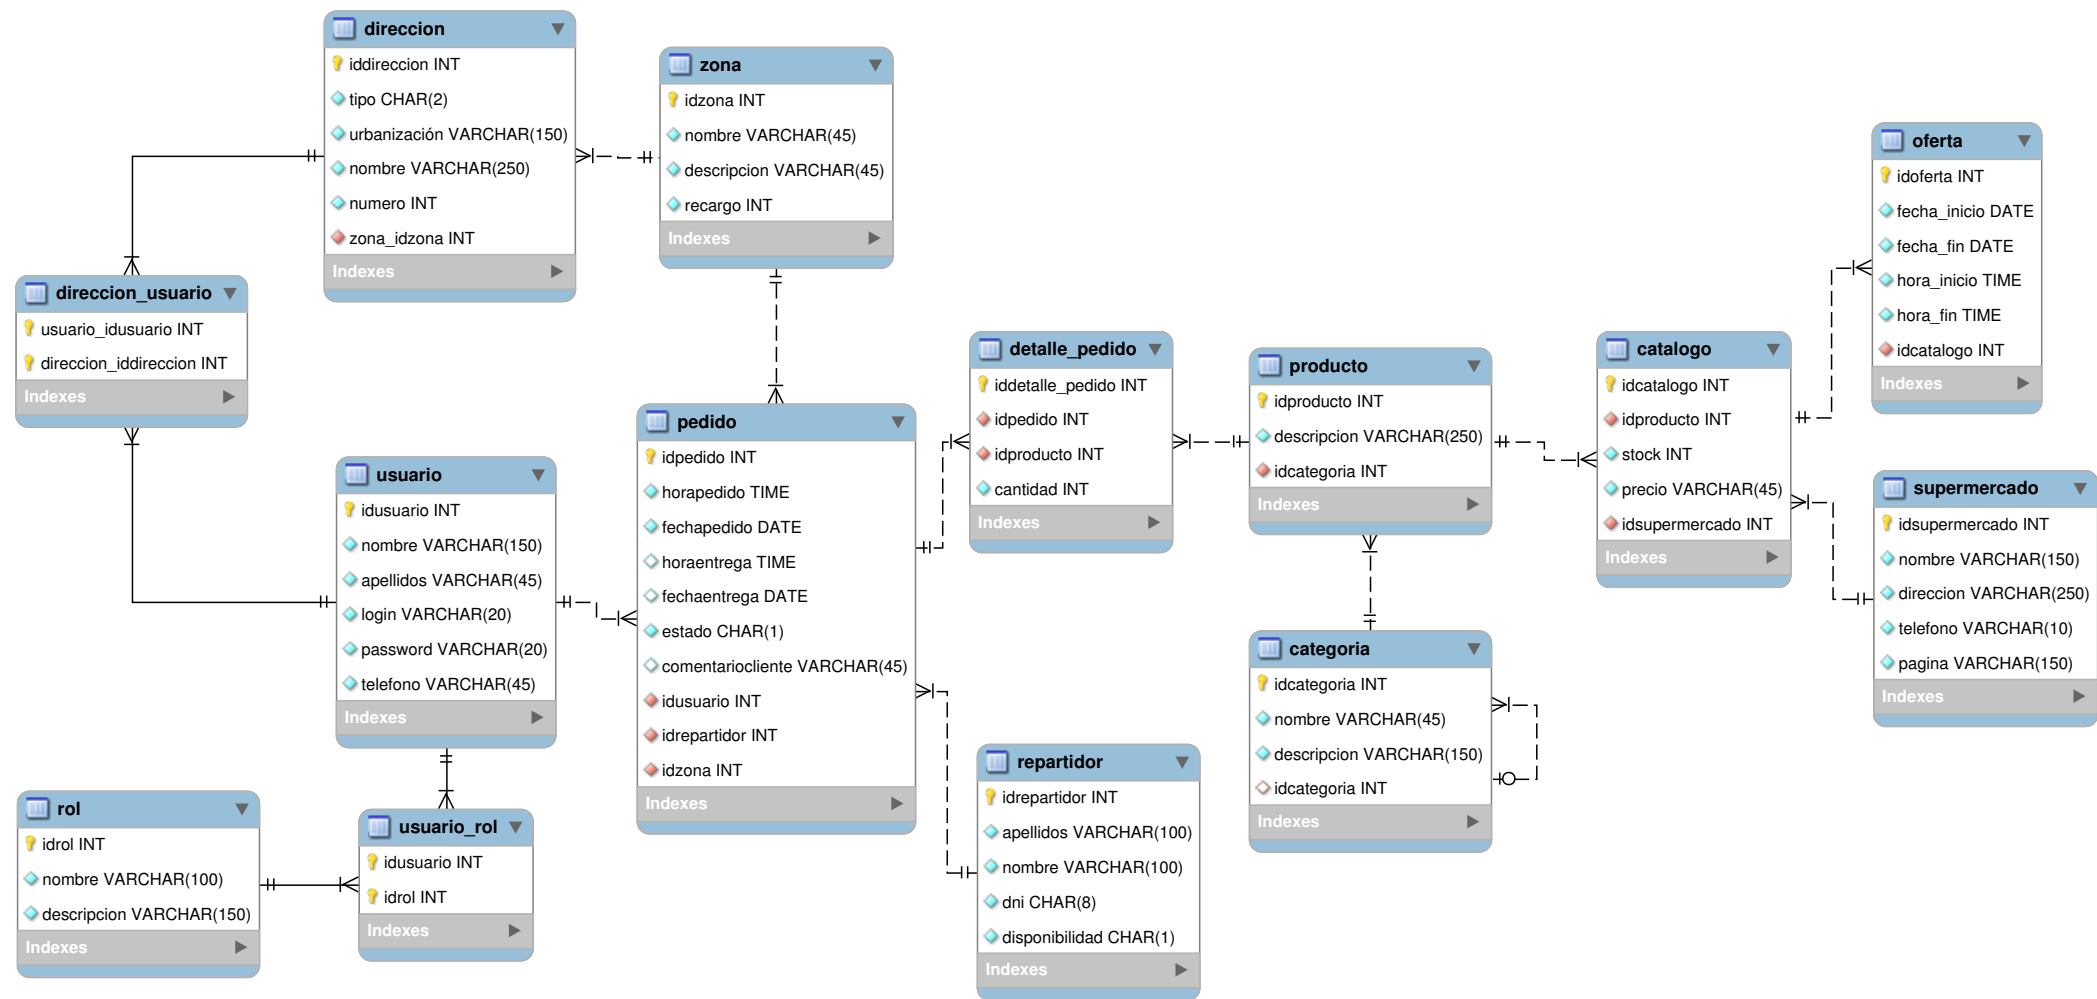 direccion
iddireccion INT
tipo CHAR(2)
urbanización VARCHAR(150)
nombre VARCHAR(250)
numero INT
zona_idzona INT
Indexes
zona
idzona INT
nombre VARCHAR(45)
descripcion VARCHAR(45)
recargo INT
Indexes
oferta
idoferta INT
fecha_inicio DATE
fecha_fin DATE
hora_inicio TIME
hora_fin TIME
idcatalogo INT
Indexes
direccion_usuario
usuario_idusuario INT
direccion_iddireccion INT
Indexes
detalle_pedido
iddetalle_pedido INT
idpedido INT
idproducto INT
cantidad INT
Indexes
producto
idproducto INT
descripcion VARCHAR(250)
idcategoria INT
Indexes
catalogo
idcatalogo INT
idproducto INT
stock INT
precio VARCHAR(45)
idsupermercado INT
Indexes
pedido
idpedido INT
horapedido TIME
fechapedido DATE
horaentrega TIME
fechaentrega DATE
estado CHAR(1)
comentariocliente VARCHAR(45)
idusuario INT
idrepartidor INT
idzona INT
Indexes
usuario
idusuario INT
nombre VARCHAR(150)
apellidos VARCHAR(45)
login VARCHAR(20)
password VARCHAR(20)
telefono VARCHAR(45)
Indexes
supermercado
idsupermercado INT
nombre VARCHAR(150)
direccion VARCHAR(250)
telefono VARCHAR(10)
pagina VARCHAR(150)
Indexes
categoria
idcategoria INT
nombre VARCHAR(45)
descripcion VARCHAR(150)
idcategoria INT
Indexes
repartidor
idrepartidor INT
apellidos VARCHAR(100)
nombre VARCHAR(100)
dni CHAR(8)
disponibilidad CHAR(1)
Indexes
rol
idrol INT
nombre VARCHAR(100)
descripcion VARCHAR(150)
Indexes
usuario_rol
idusuario INT
idrol INT
Indexes